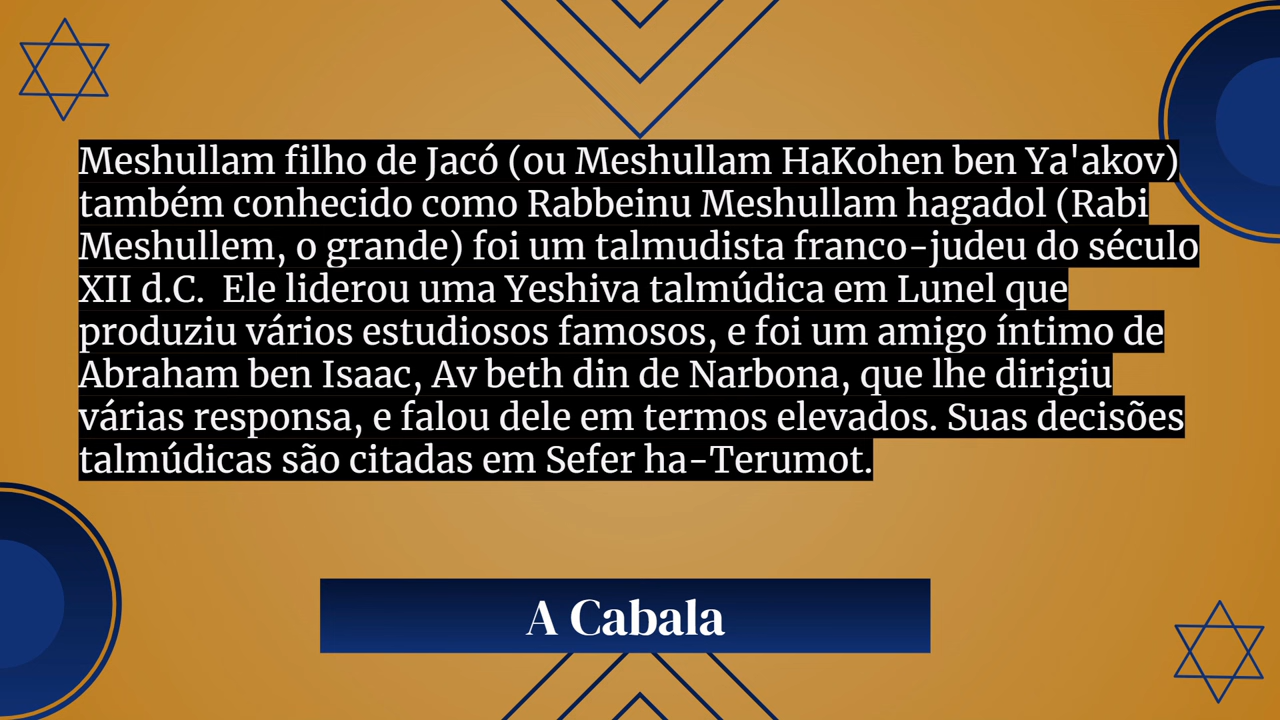 Meshullam filho de Jacó (ou Meshullam HaKohen ben Ya'akov)
também conhecido como Rabbeinu Meshullam hagadol (Rabi
Meshullem, o grande) foi um talmudista franco-judeu do século
XII d.C.  Ele liderou uma Yeshiva talmúdica em Lunel que
produziu vários estudiosos famosos, e foi um amigo íntimo de
Abraham ben Isaac, Av beth din de Narbona, que lhe dirigiu
várias responsa, e falou dele em termos elevados. Suas decisões
talmúdicas são citadas em Sefer ha-Terumot.
A Cabala